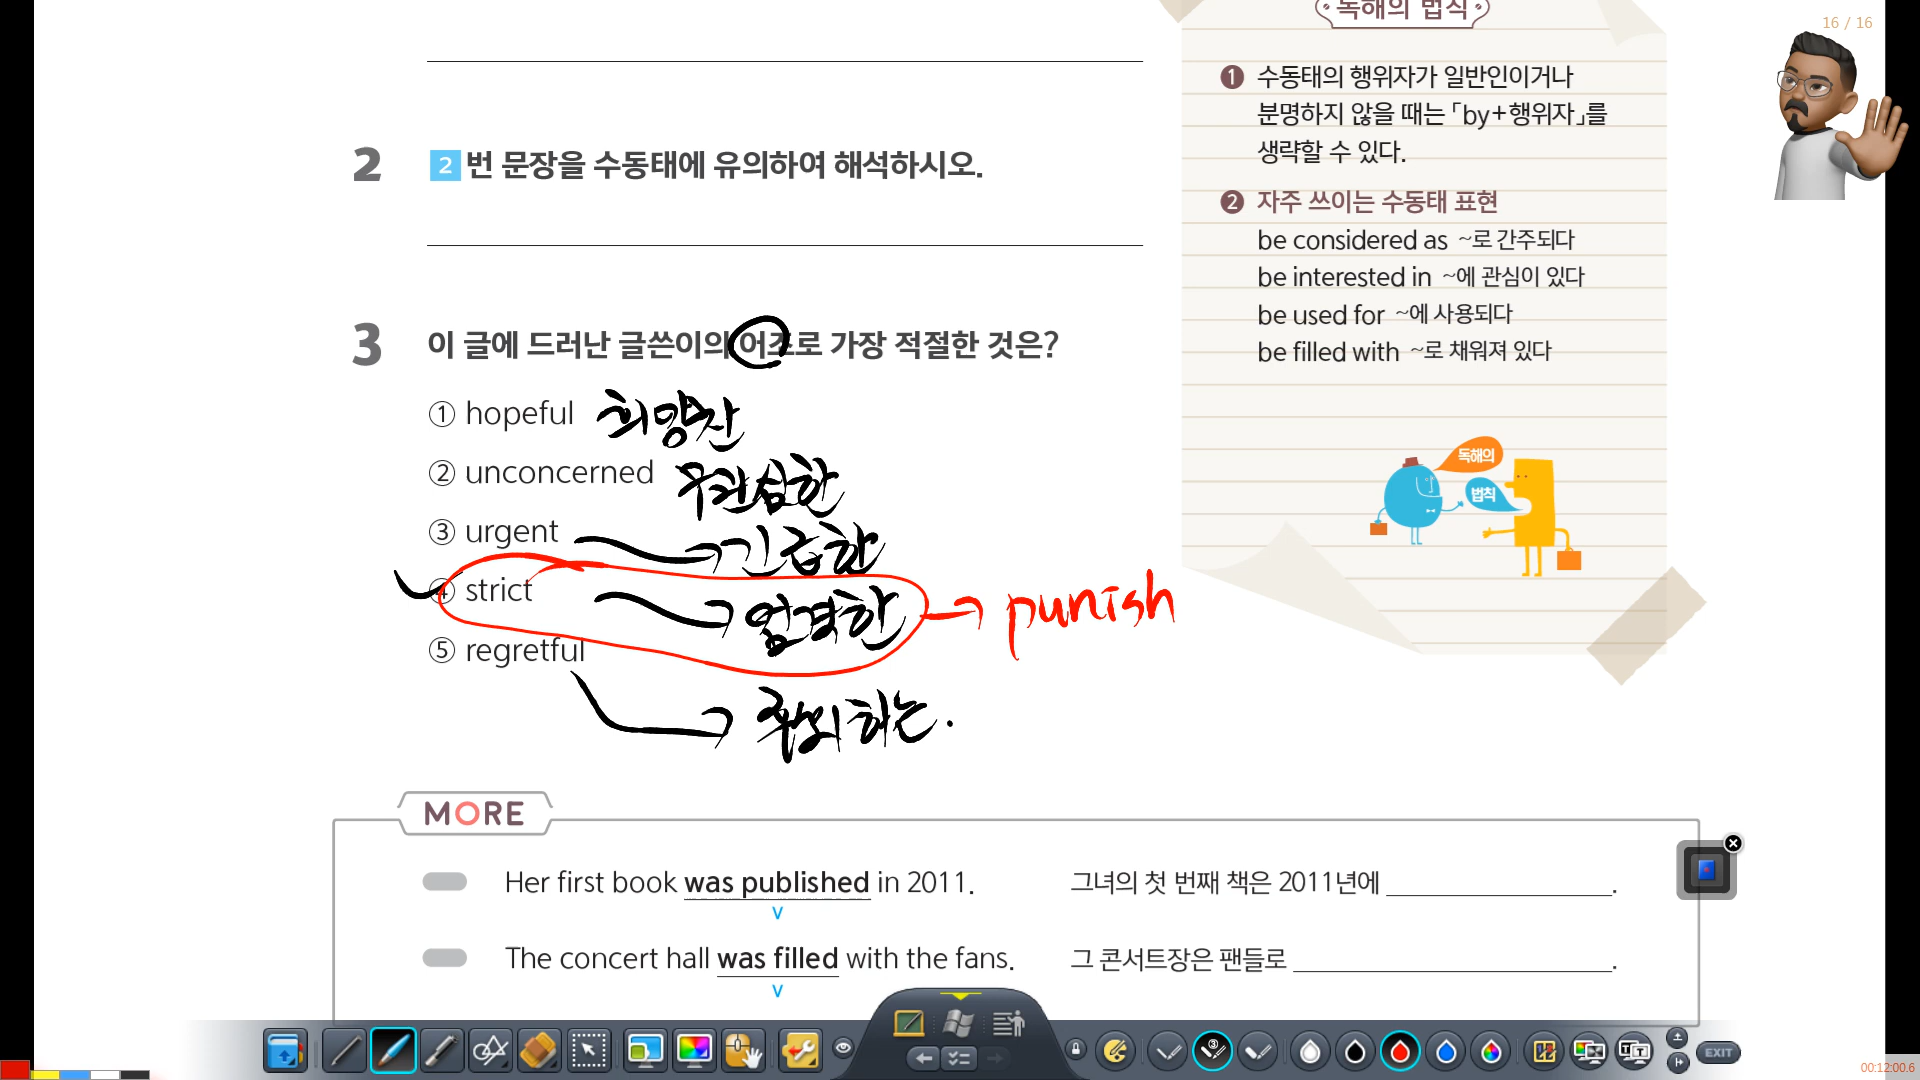 독해의 법칙
16 / 16
1 수동태의 행위자가 일반인이거나
분명하지 않을 때는 「by+행위자」를
생략할 수 있다.
2 자주 쓰이는 수동태 표현
be considered as ~로 간주되다
be interested in ~에 관심이 있다
be used for ~에 사용되다
be filled with ~로 채워져 있다
독해의
법칙
2 2 번 문장을 수동태에 유의하여 해석하시오.
3 이 글에 드러난 글쓴이의 어조로 가장 적절한 것은?
① hopeful 희망찬
② unconcerned 무관심한
③ urgent 긴급한
④ strict 엄격한 punish
⑤ regretful
후회하는.
MORE
Her first book was published in 2011. 그녀의 첫 번째 책은 2011년에 ________.
V
The concert hall was filled with the fans. 그 콘서트장은 팬들로 ________.
V
EXIT
00:12:00.6